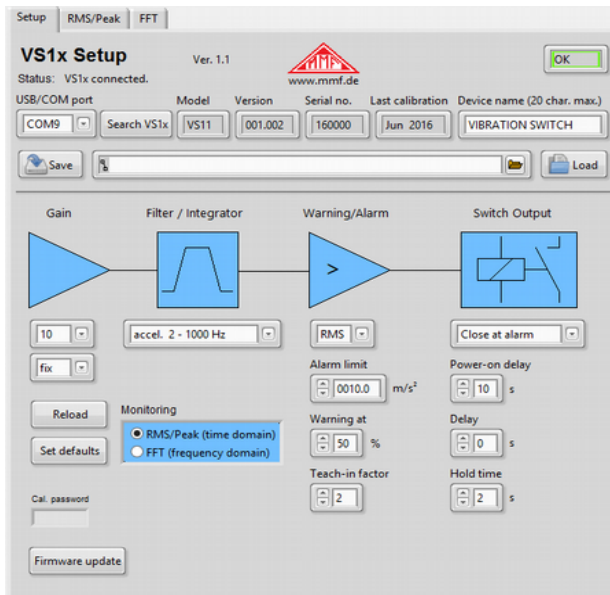 Setup
RMS/Peak
FFT
VS1x Setup
Ver. 1.1
MMF
www.mmf.de
OK
Status: VS1x connected.
USB/COM port
Model
Version
Serial no.
Last calibration
Device name (20 char. max.)
COM9
Search VS1x
VS11
001.002
160000
Jun 2016
VIBRATION SWITCH
Save
Load
Gain
Filter / Integrator
Warning/Alarm
Switch Output
>
10
accel. 2 - 1000 Hz
RMS
Close at alarm
fix
Alarm limit
0010.0 m/s²
Power-on delay
10 s
Reload
Set defaults
Monitoring
RMS/Peak (time domain)
FFT (frequency domain)
Warning at
50 %
Delay
0 s
Teach-in factor
2
Hold time
2 s
Cal. password
Firmware update